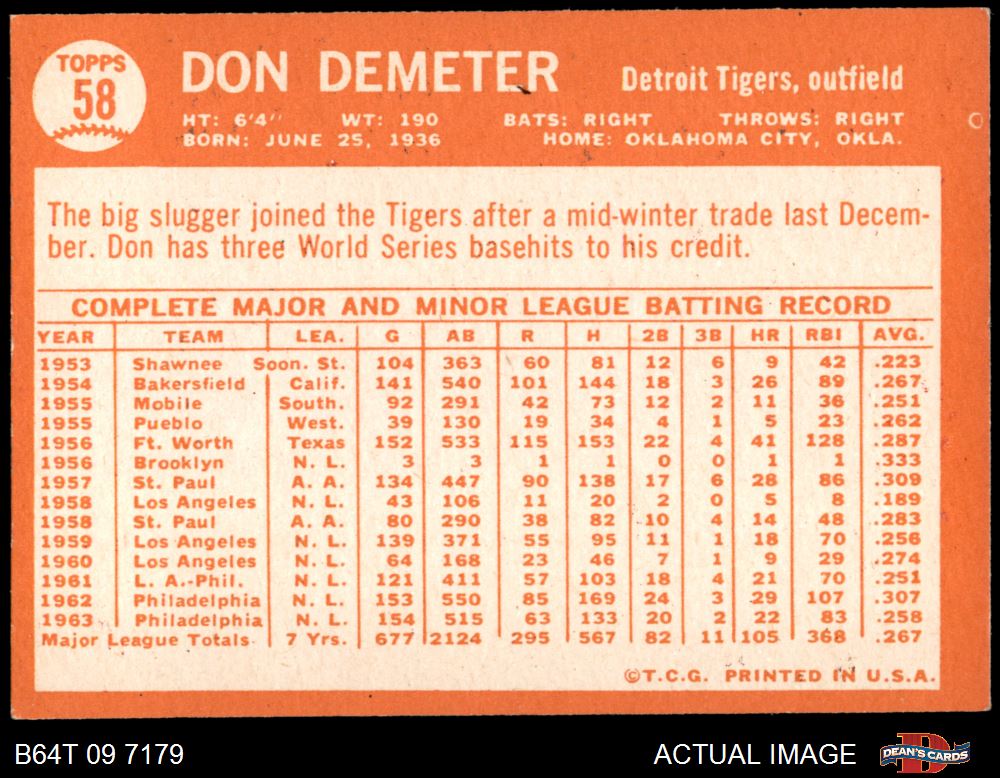 TOPPS
58
DON DEMETER Detroit Tigers, outfield
HT: 6'4" WT: 190 BATS: RIGHT THROWS: RIGHT
BORN: JUNE 25, 1936 HOME: OKLAHOMA CITY, OKLA.
The big slugger joined the Tigers after a mid-winter trade last Decem-
ber. Don has three World Series basehits to his credit.
COMPLETE MAJOR AND MINOR LEAGUE BATTING RECORD
YEAR TEAM LEA. G AB R H 2B 3B HR RBI AVG.
1953 Shawnee Soon. St. 104 363 60 81 12 6 9 42 .223
1954 Bakersfield Calif. 141 540 101 144 18 3 26 89 .267
1955 Mobile South. 92 291 42 73 12 2 11 36 .251
1955 Pueblo West. 39 130 19 34 4 1 5 23 .262
1956 Ft. Worth Texas 152 533 115 153 22 4 41 128 .287
1956 Brooklyn N. L. 3 3 1 1 0 0 1 1 .333
1957 St. Paul A. A. 134 447 90 138 17 6 28 86 .309
1958 Los Angeles N. L. 43 106 11 20 2 0 5 8 .189
1958 St. Paul A. A. 80 290 38 82 10 4 14 48 .283
1959 Los Angeles N. L. 139 371 55 95 11 1 18 70 .256
1960 Los Angeles N. L. 64 168 23 46 7 1 9 29 .274
1961 L. A.-Phil. N. L. 121 411 57 103 18 4 21 70 .251
1962 Philadelphia N. L. 153 550 85 169 24 3 29 107 .307
1963 Philadelphia N. L. 154 515 63 133 20 2 22 83 .258
Major League Totals 7 Yrs. 677 2124 295 567 82 11 105 368 .267
©T.C.G. PRINTED IN U.S.A.
B64T 09 7179 ACTUAL IMAGE DEAN'S CARDS